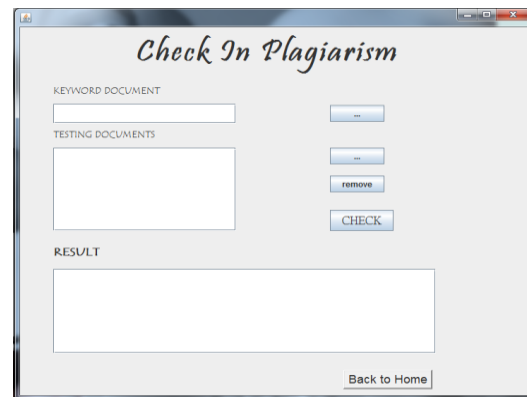 Check In Plagiarism
KEYWORD DOCUMENT
...
TESTING DOCUMENTS
...
remove
CHECK
RESULT
Back to Home